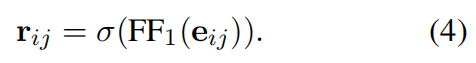 r_{ij} = σ(FF_1(e_{ij})). (4)